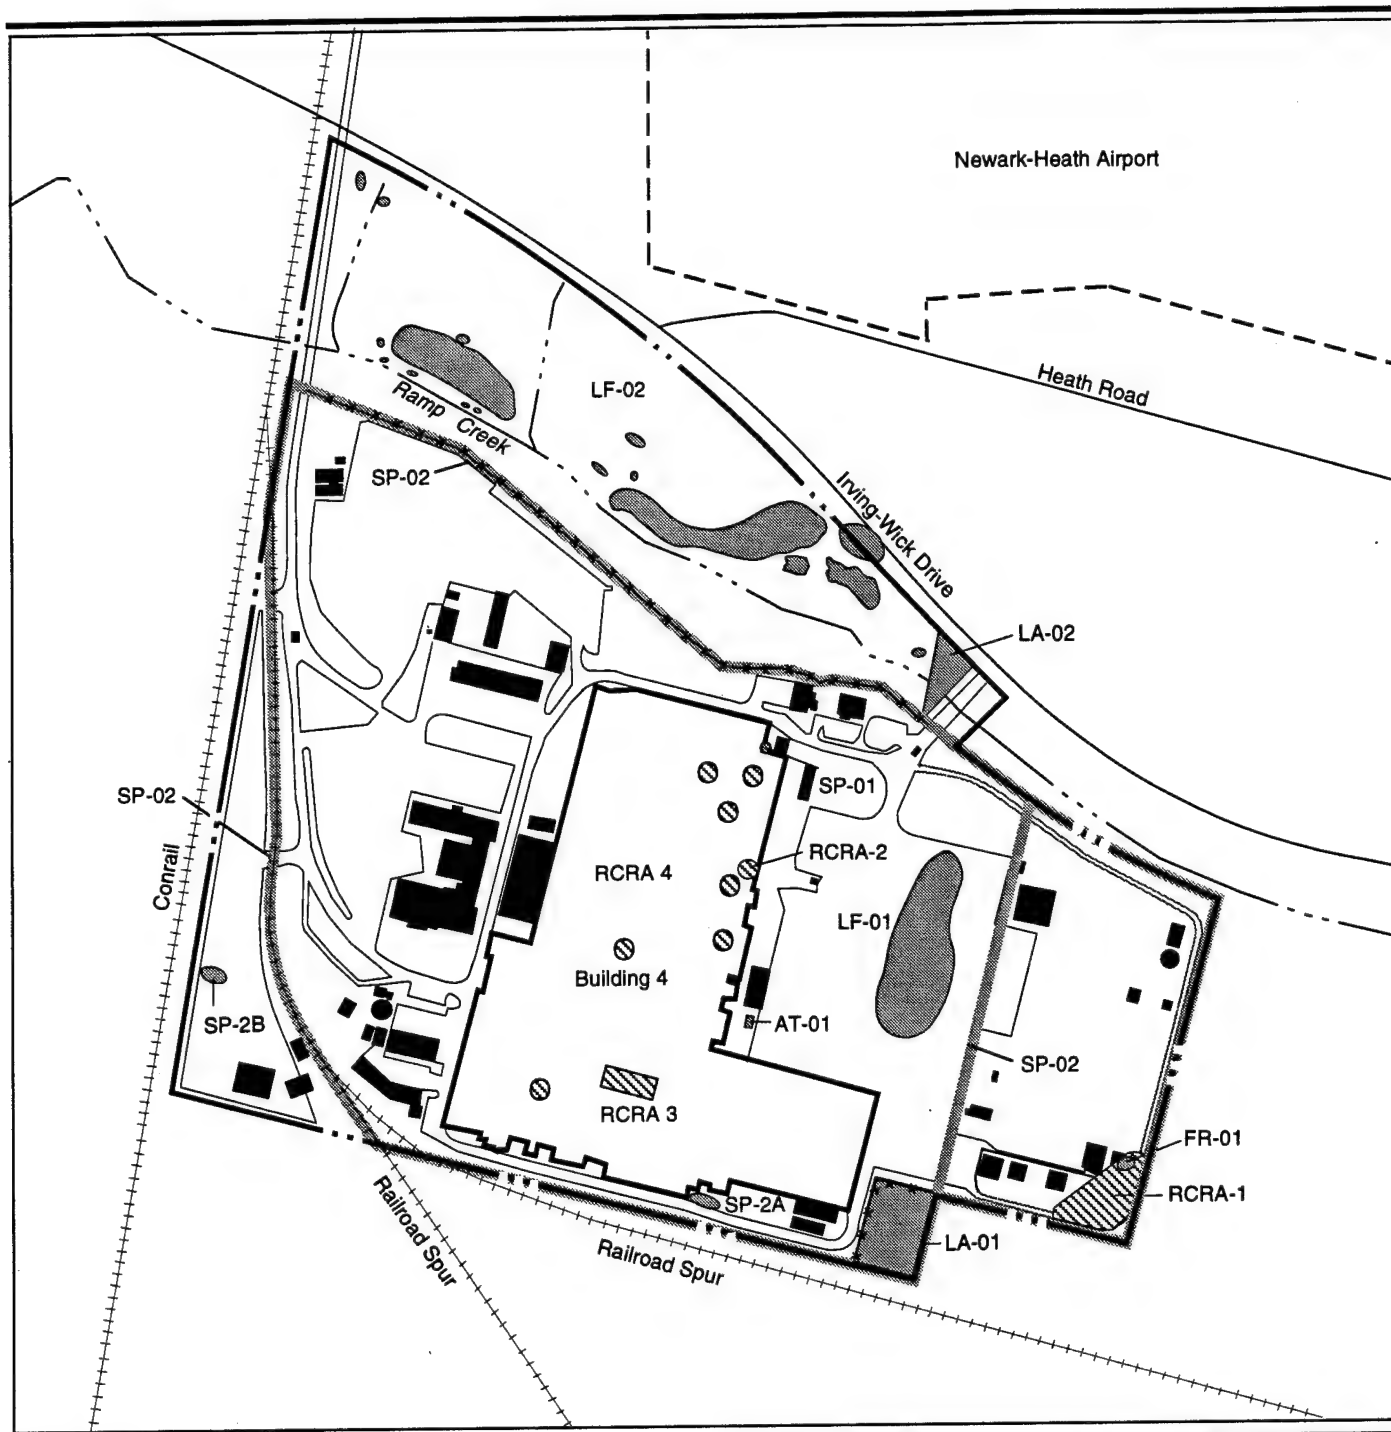 Newark-Heath Airport
Heath Road
LF-02
Ramp Creek
SP-02
Irving-Wick Drive
LA-02
SP-01
SP-02
RCRA-2
RCRA 4
Conrail
LF-01
Building 4
SP-2B
AT-01
SP-02
RCRA 3
FR-01
RCRA-1
SP-2A
LA-01
Railroad Spur
Railroad Spur